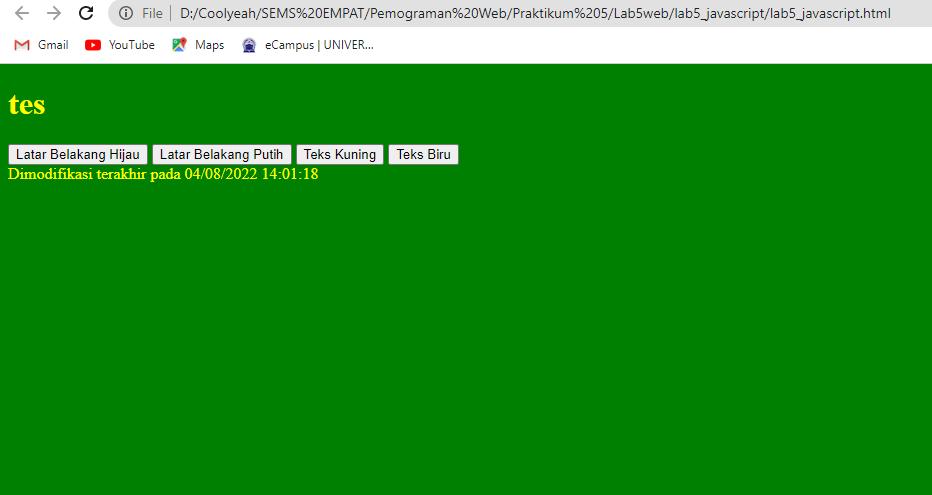 File | D:/Coolyeah/SEMS%20EMPAT/Pemograman%20Web/Praktikum%205/Lab5web/lab5_javascript/lab5_javascript.html
Gmail YouTube Maps eCampus | UNIVER...
tes
Latar Belakang Hijau Latar Belakang Putih Teks Kuning Teks Biru
Dimodifikasi terakhir pada 04/08/2022 14:01:18